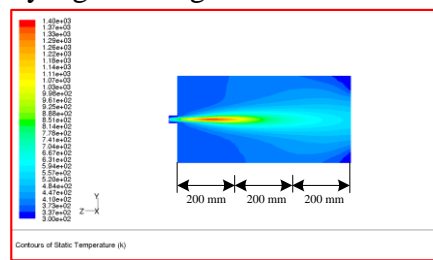 1.40e+03
1.37e+03
1.33e+03
1.29e+03
1.26e+03
1.22e+03
1.18e+03
1.14e+03
1.11e+03
1.07e+03
1.03e+03
9.98e+02
9.61e+02
9.25e+02
8.88e+02
8.51e+02
8.14e+02
7.78e+02
7.41e+02
7.04e+02
6.67e+02
6.31e+02
5.94e+02
5.57e+02
5.20e+02
4.84e+02
4.47e+02
4.10e+02
3.73e+02
3.37e+02
3.00e+02
200 mm 200 mm 200 mm
Y
Z X
Contours of Static Temperature (k)